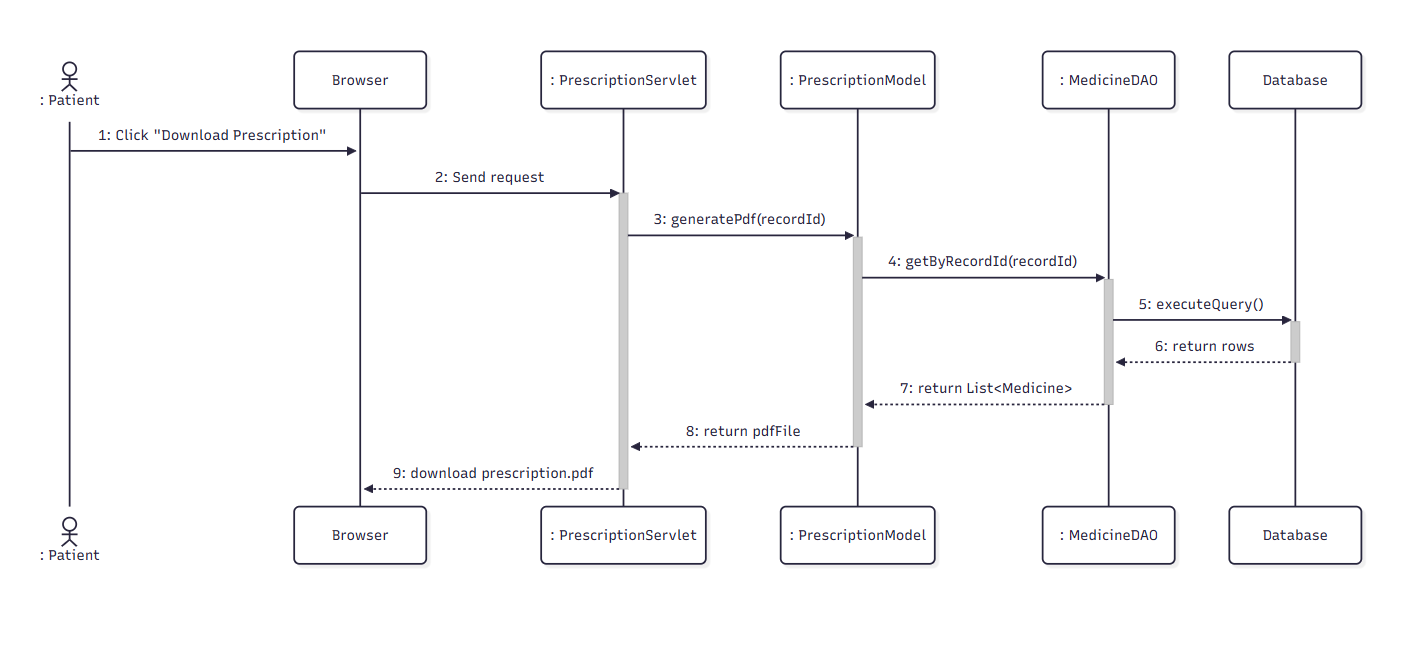 : Patient
Browser
: PrescriptionServlet
: PrescriptionModel
: MedicineDAO
Database
1: Click "Download Prescription"
2: Send request
3: generatePdf(recordId)
4: getByRecordId(recordId)
5: executeQuery()
6: return rows
7: return List<Medicine>
8: return pdfFile
9: download prescription.pdf
: Patient
Browser
: PrescriptionServlet
: PrescriptionModel
: MedicineDAO
Database